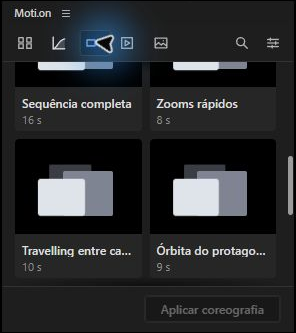 Moti.on
Sequência completa
16 s
Zooms rápidos
8 s
Travelling entre ca...
10 s
Órbita do protago...
9 s
Aplicar coreografia